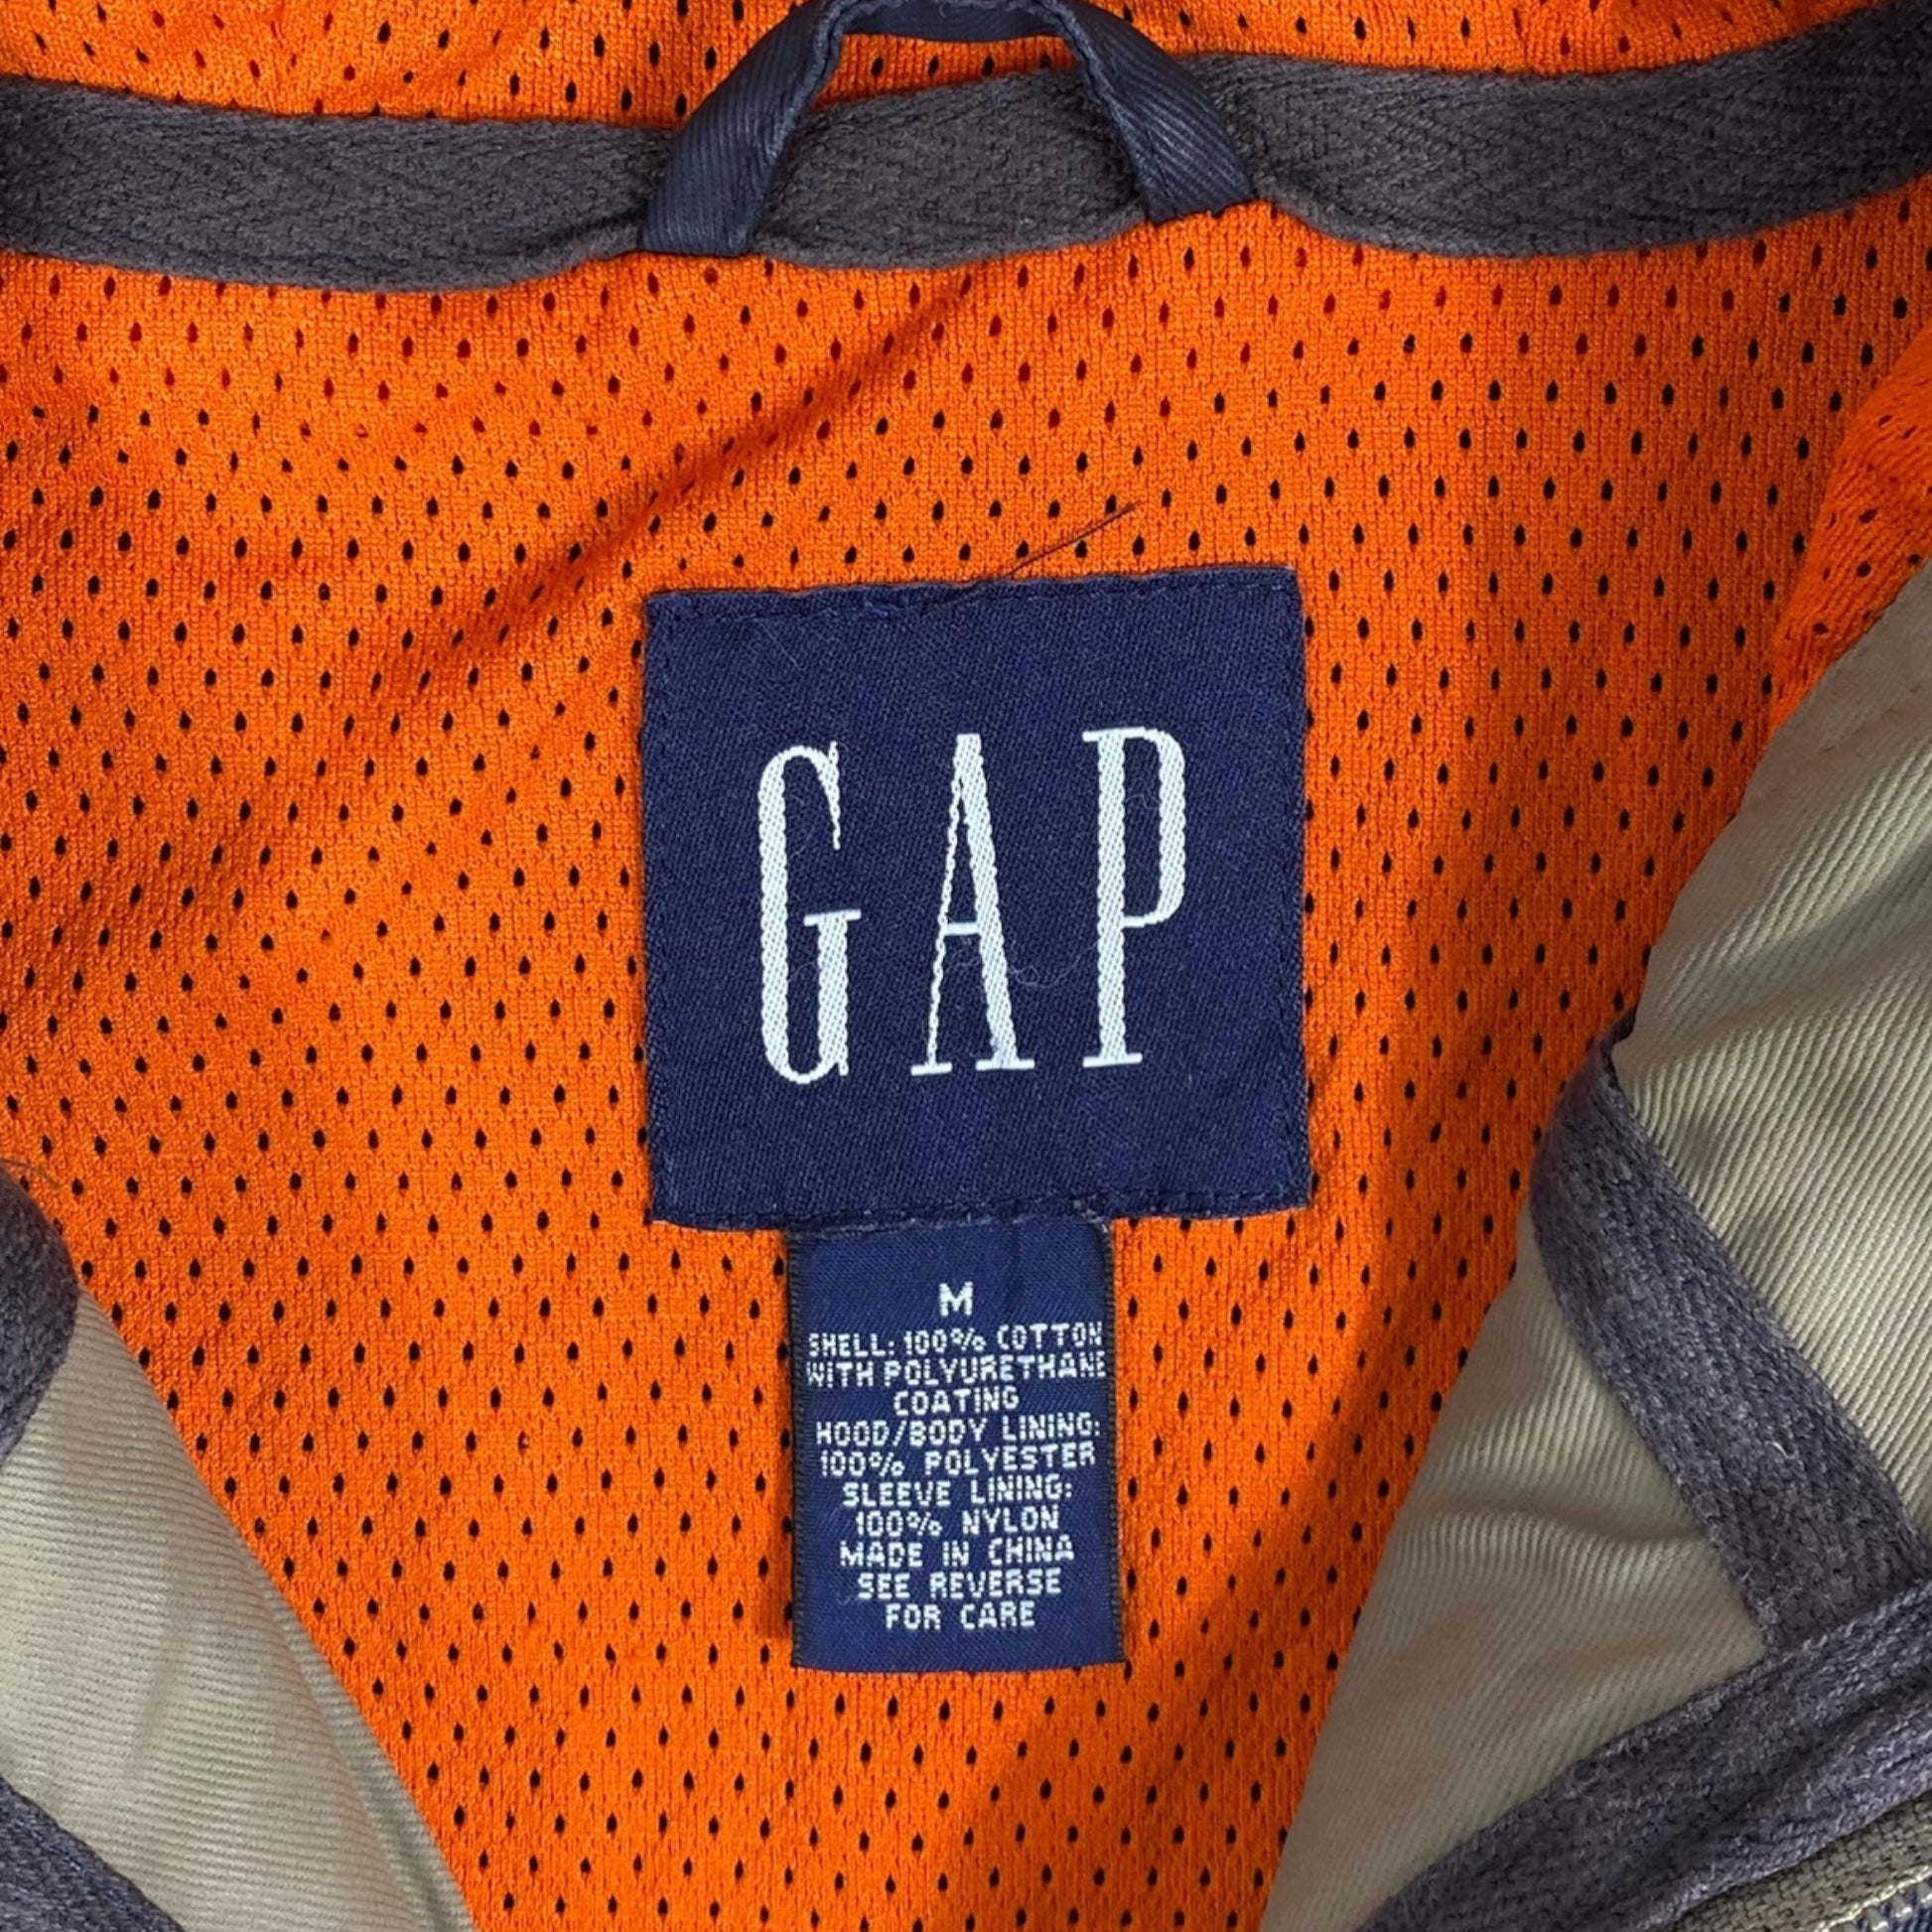 GAP
M
SHELL: 100% COTTON
WITH POLYURETHANE
COATING
HOOD/BODY LINING:
100% POLYESTER
SLEEVE LINING:
100% NYLON
MADE IN CHINA
SEE REVERSE
FOR CARE